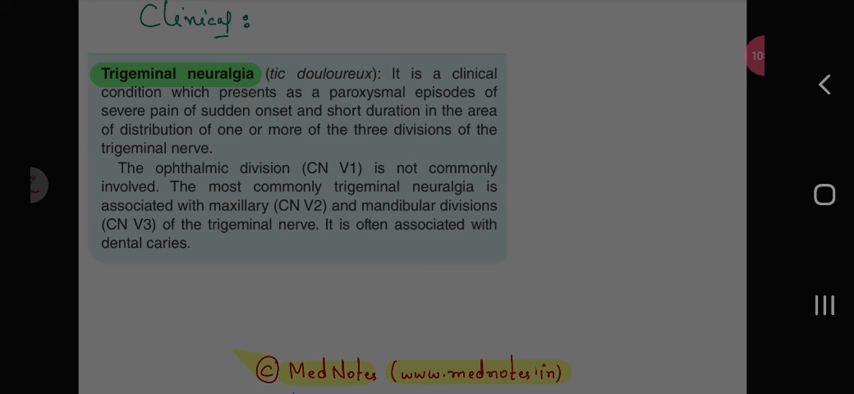 Clinical:
Trigeminal neuralgia (tic douloureux): It is a clinical
condition which presents as a paroxysmal episodes of
severe pain of sudden onset and short duration in the area
of distribution of one or more of the three divisions of the
trigeminal nerve.
The ophthalmic division (CN V1) is not commonly
involved. The most commonly trigeminal neuralgia is
associated with maxillary (CN V2) and mandibular divisions
(CN V3) of the trigeminal nerve. It is often associated with
dental caries.
© MedNotes (www.mednotes.in)